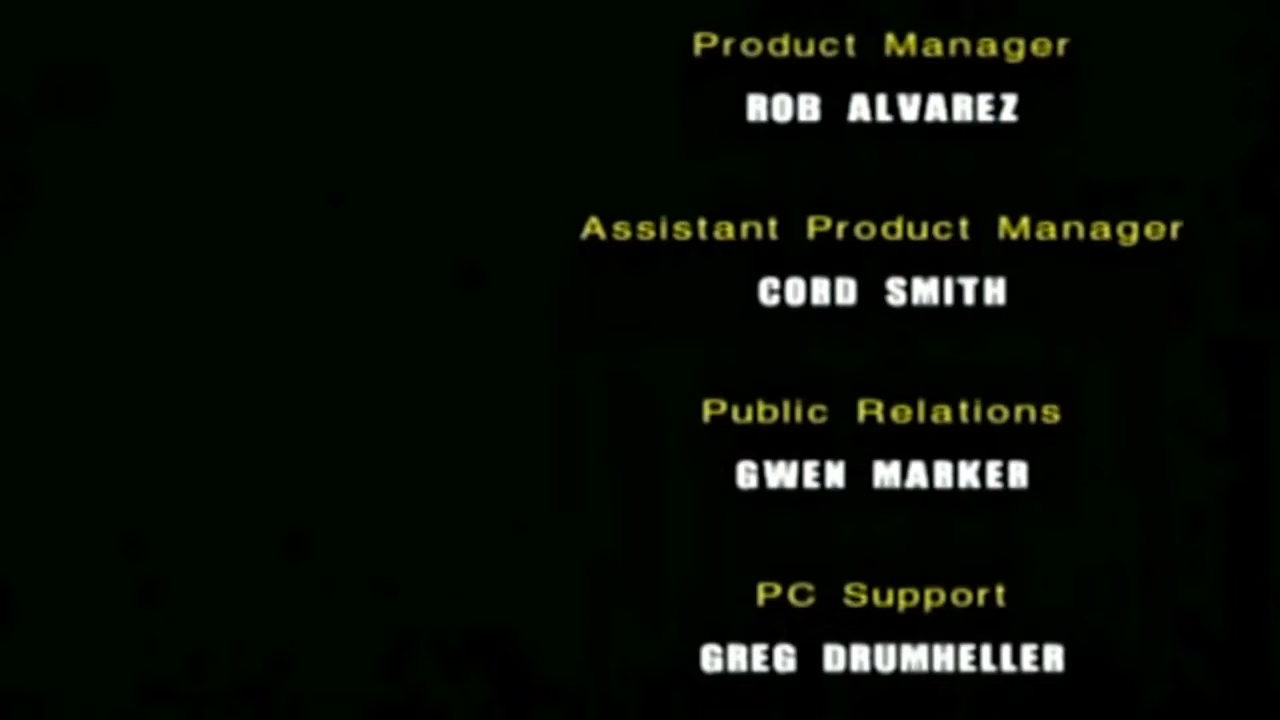 Product Manager
ROB ALVAREZ
Assistant Product Manager
CORD SMITH
Public Relations
GWEN MARKER
PC Support
GREG DRUMHELLER